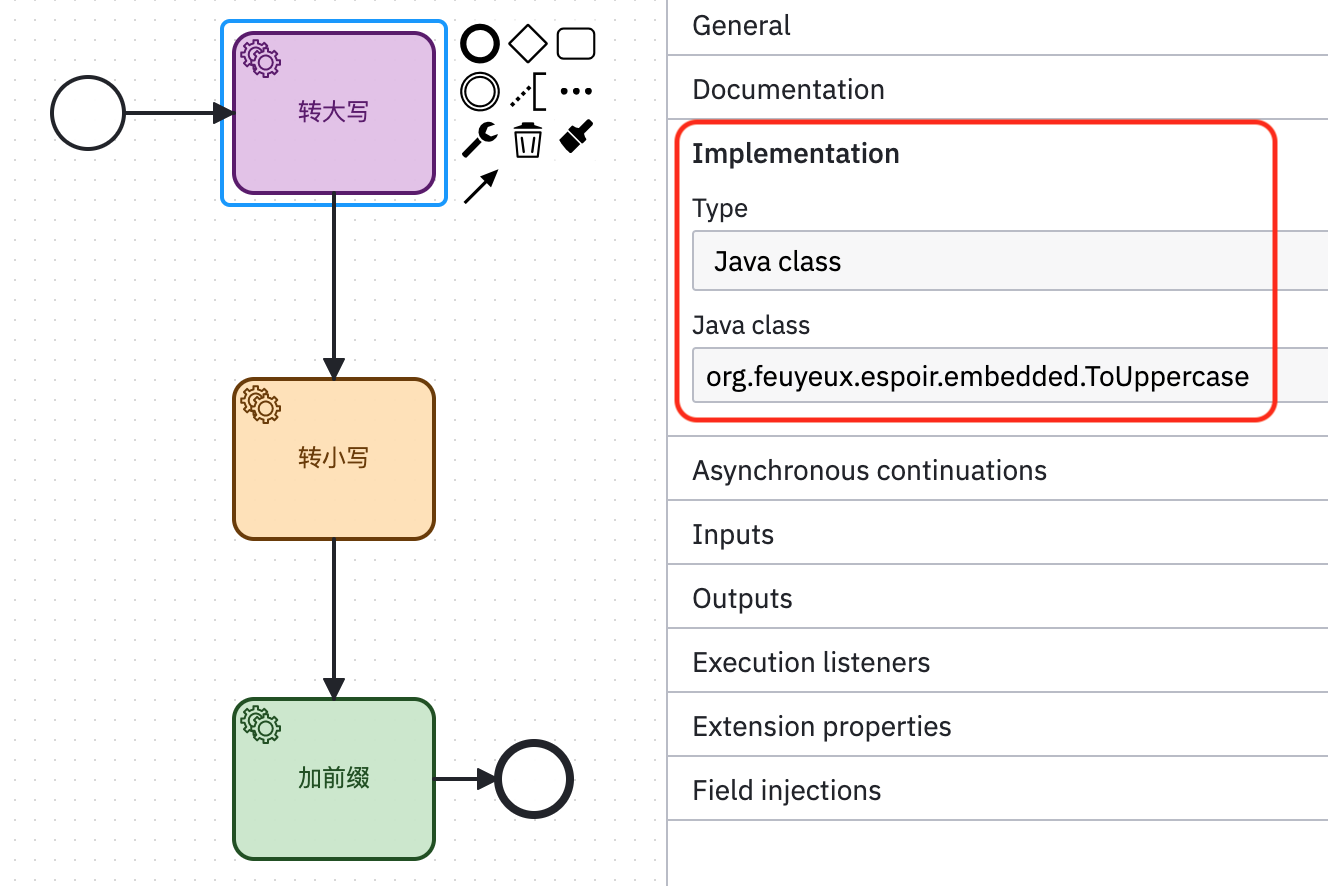 转大写
转小写
加前缀
General
Documentation
Implementation
Type
Java class
Java class
org.feuyeux.espoir.embedded.ToUppercase
Asynchronous continuations
Inputs
Outputs
Execution listeners
Extension properties
Field injections